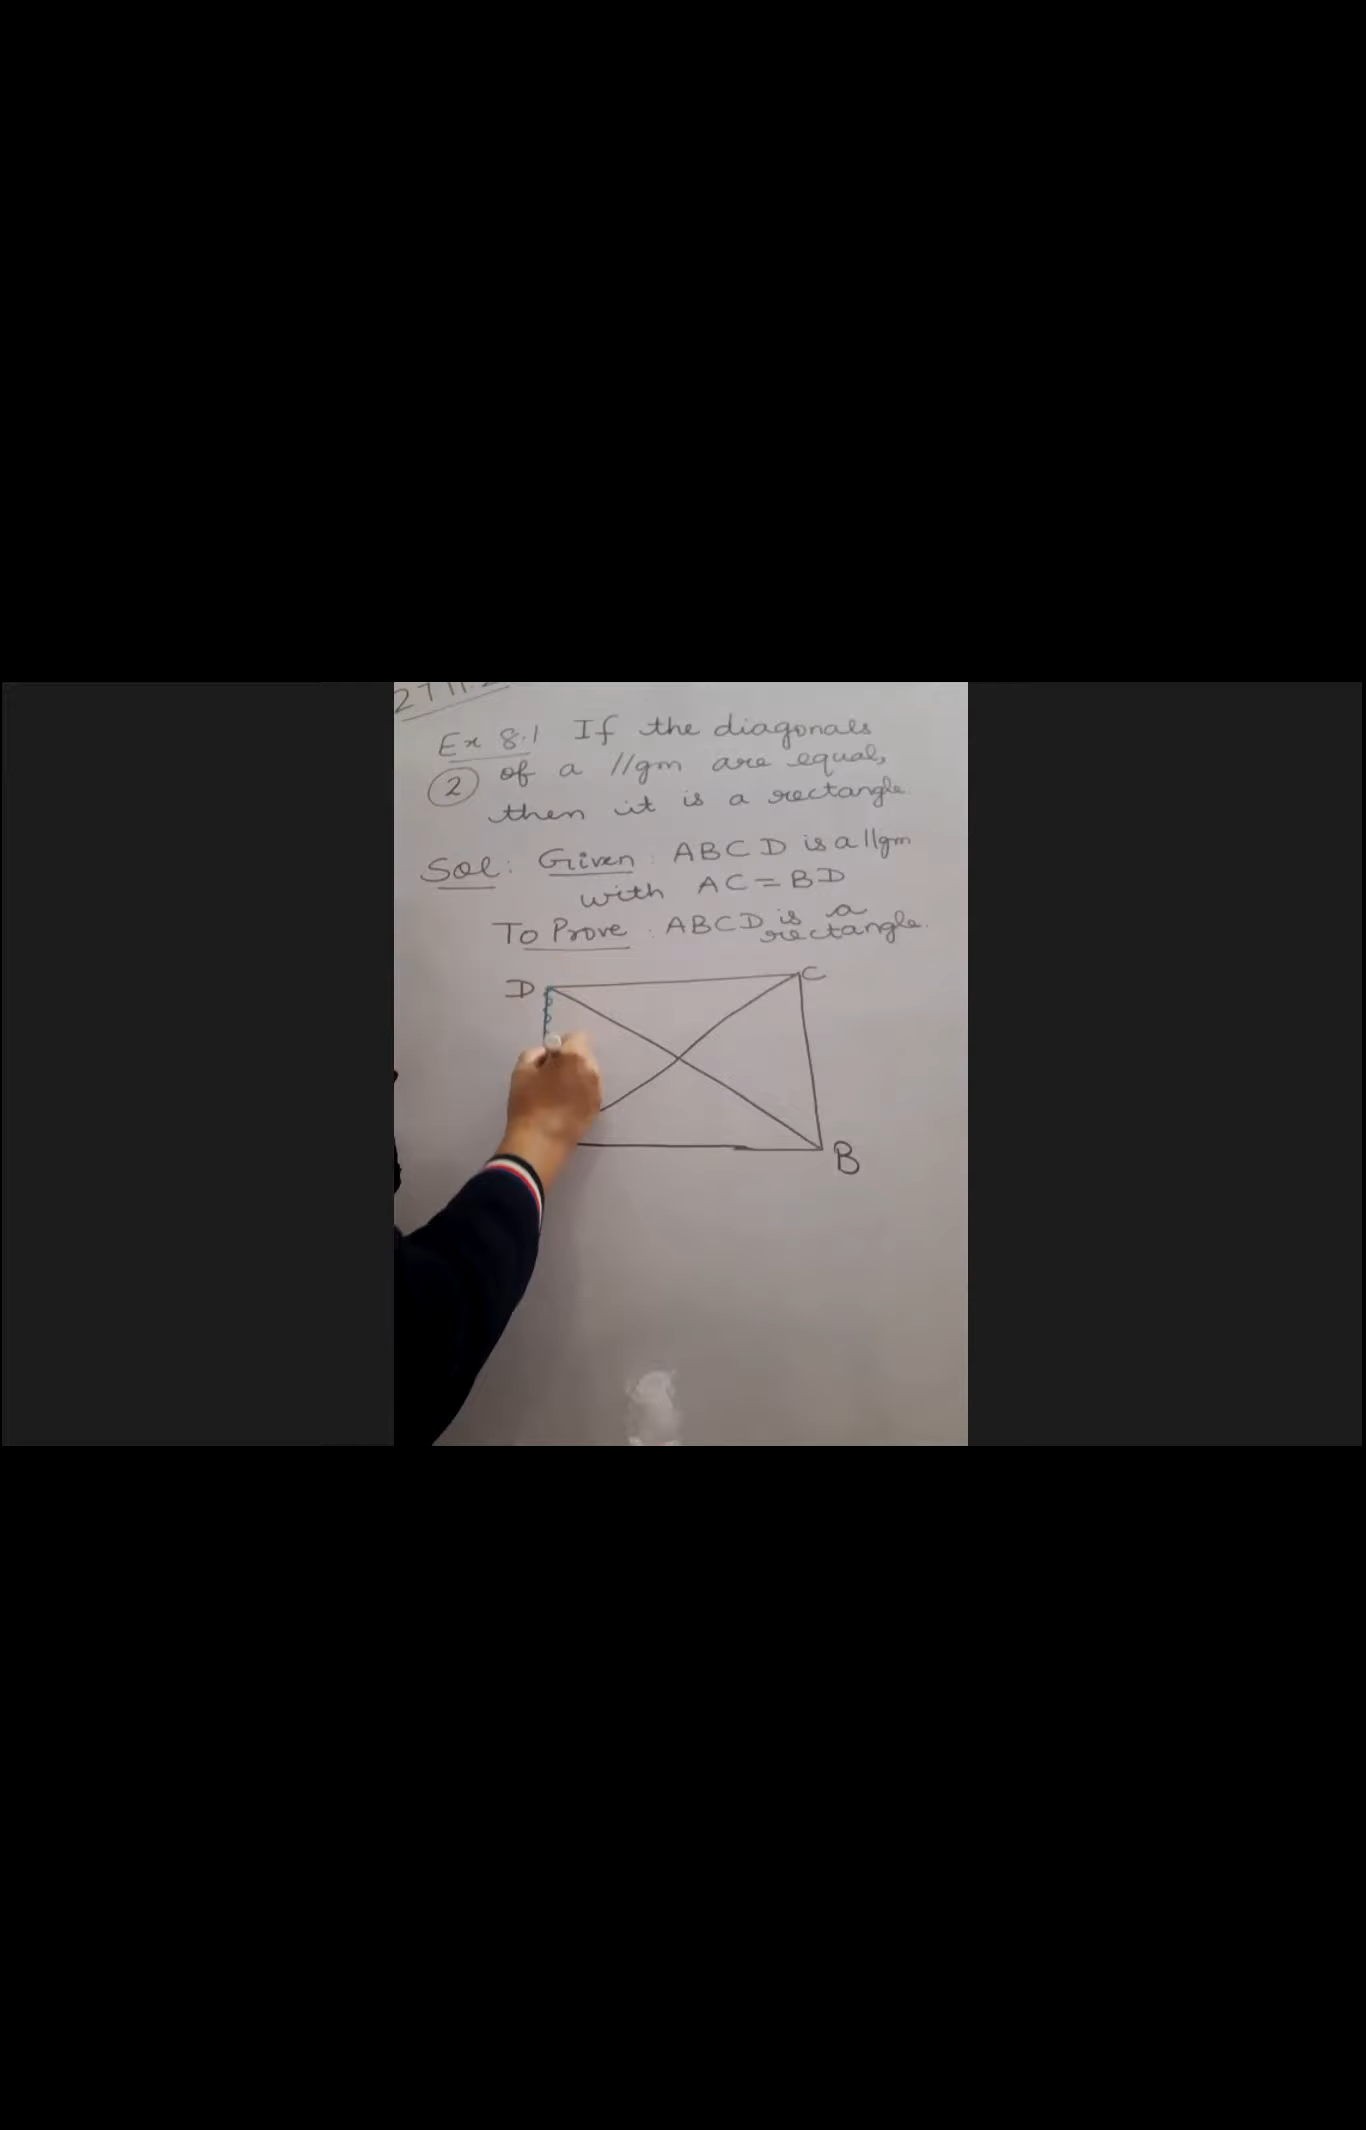 Ex 8.1 If the diagonals
② of a //gm are equal,
then it is a rectangle.
Sol: Given: ABCD is a ||gm
with AC = BD
To Prove: ABCD is a
rectangle.
D C
B